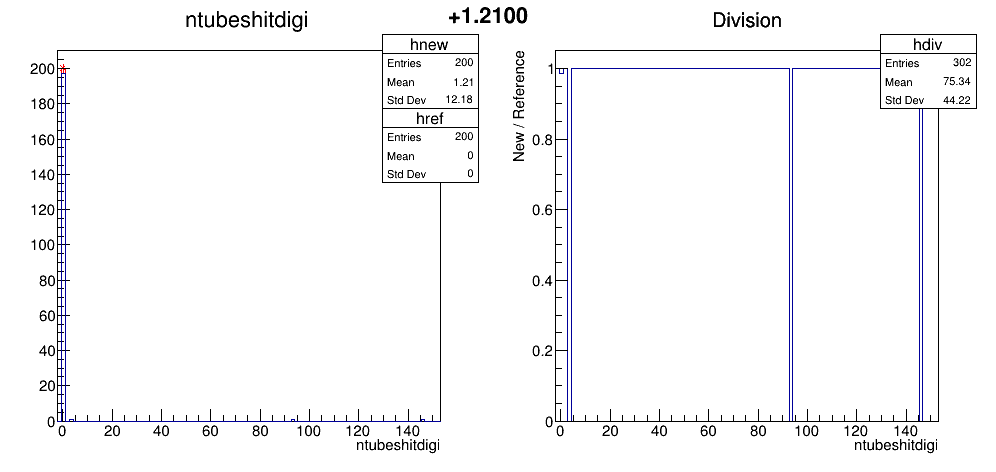 ntubeshitdigi
+1.2100
Division
hnew
Entries 200
Mean 1.21
Std Dev 12.18
href
Entries 200
Mean 0
Std Dev 0
200
180
160
140
120
100
80
60
40
20
0
0 20 40 60 80 100 120 140
ntubeshitdigi
hdiv
Entries 302
Mean 75.34
Std Dev 44.22
New / Reference
1
0.8
0.6
0.4
0.2
0
0 20 40 60 80 100 120 140
ntubeshitdigi